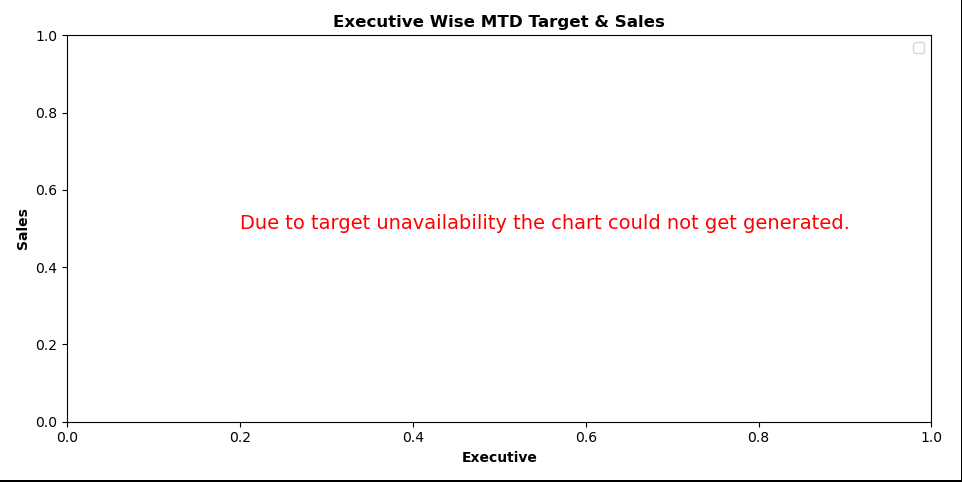 Executive Wise MTD Target & Sales
1.0
0.8
0.6
0.4
0.2
0.0
Sales
Due to target unavailability the chart could not get generated.
0.0 0.2 0.4 0.6 0.8 1.0
Executive